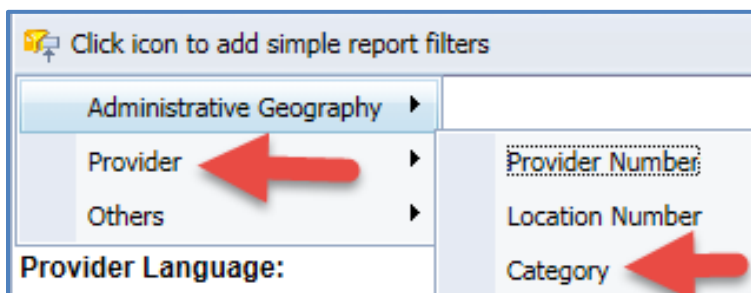 Click icon to add simple report filters
Administrative Geography
Provider
Provider Number
Others
Location Number
Provider Language:
Category